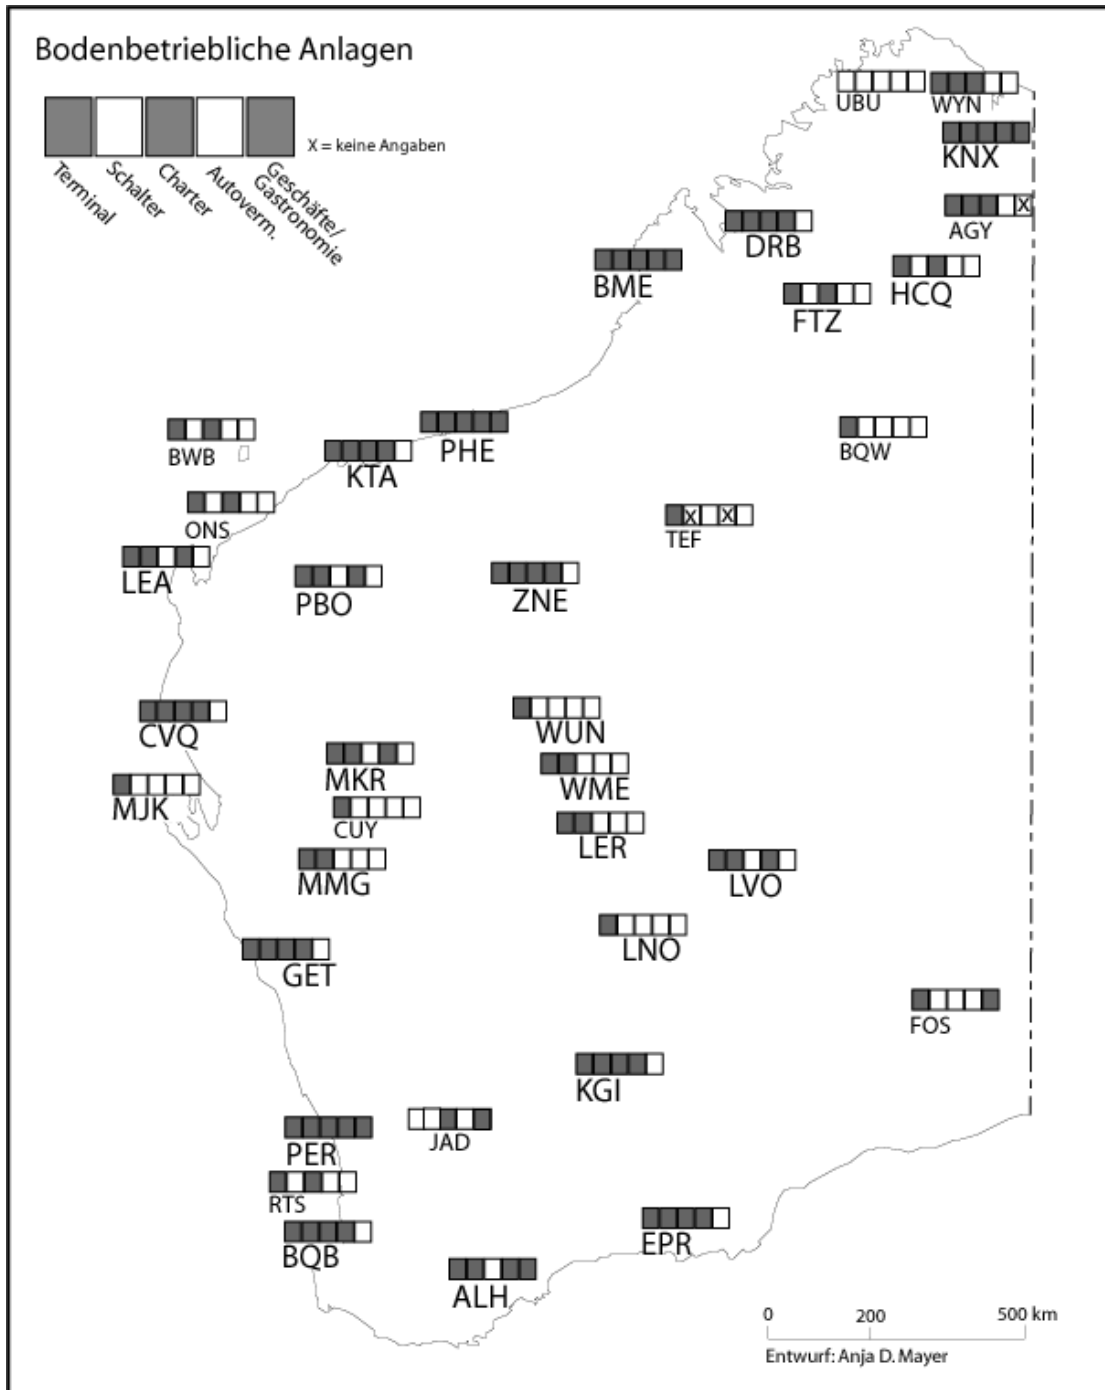 Bodenbetriebliche Anlagen
X = keine Angaben
Terminal
Schalter
Charter
Autoverm.
Geschäfte/
Gastronomie
UBU
WYN
KNX
X
AGY
DRB
BME
HCQ
FTZ
BWB
PHE
KTA
BQW
ONS
X X
TEF
LEA
PBO
ZNE
CVQ
WUN
MKR
WME
MJK
CUY
LER
MMG
LVO
LNO
GET
FOS
KGI
JAD
PER
RTS
BQB
EPR
ALH
0 200 500 km
Entwurf: Anja D. Mayer